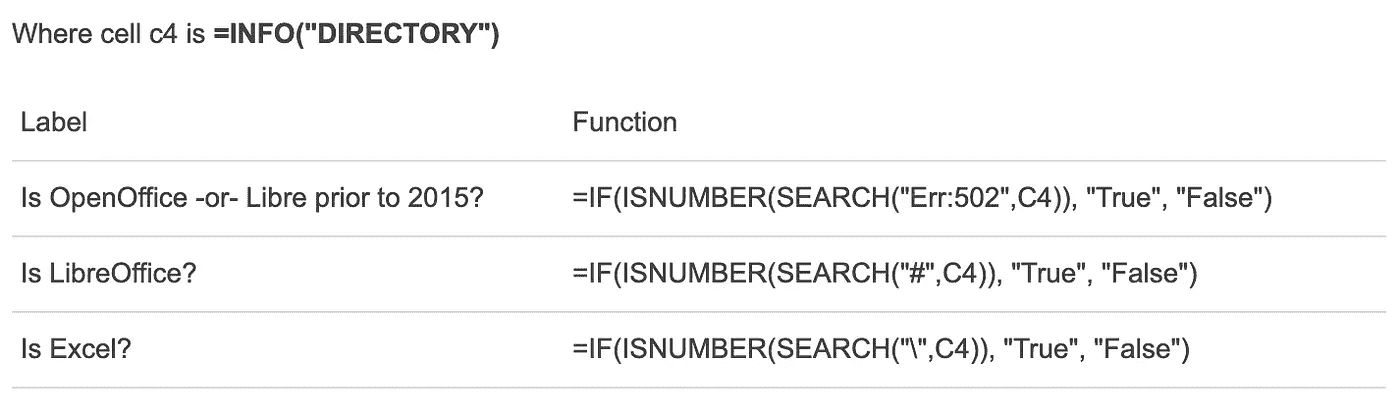 Where cell c4 is =INFO("DIRECTORY")
Label Function
Is OpenOffice -or- Libre prior to 2015? =IF(ISNUMBER(SEARCH("Err:502",C4)), "True", "False")
Is LibreOffice? =IF(ISNUMBER(SEARCH("#",C4)), "True", "False")
Is Excel? =IF(ISNUMBER(SEARCH("\",C4)), "True", "False")